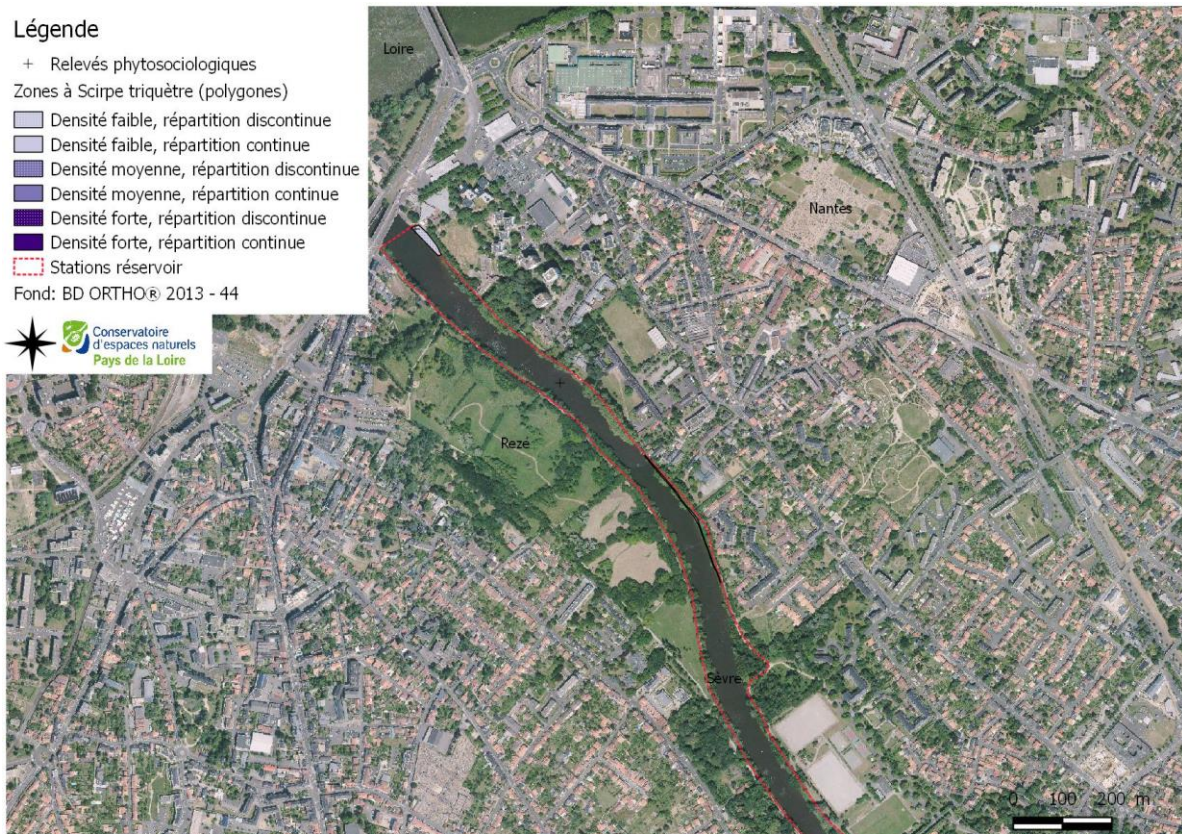 Légende
Relevés phytosociologiques
Zones à Scirpe triquètre (polygones)
Densité faible, répartition discontinue
Densité faible, répartition continue
Densité moyenne, répartition discontinue
Densité moyenne, répartition continue
Densité forte, répartition discontinue
Densité forte, répartition continue
Stations réservoir
Fond: BD ORTHO® 2013 - 44
Conservatoire
d'espaces naturels
Pays de la Loire
Loire
Nantes
Rezé
Sèvre
0 100 200 m